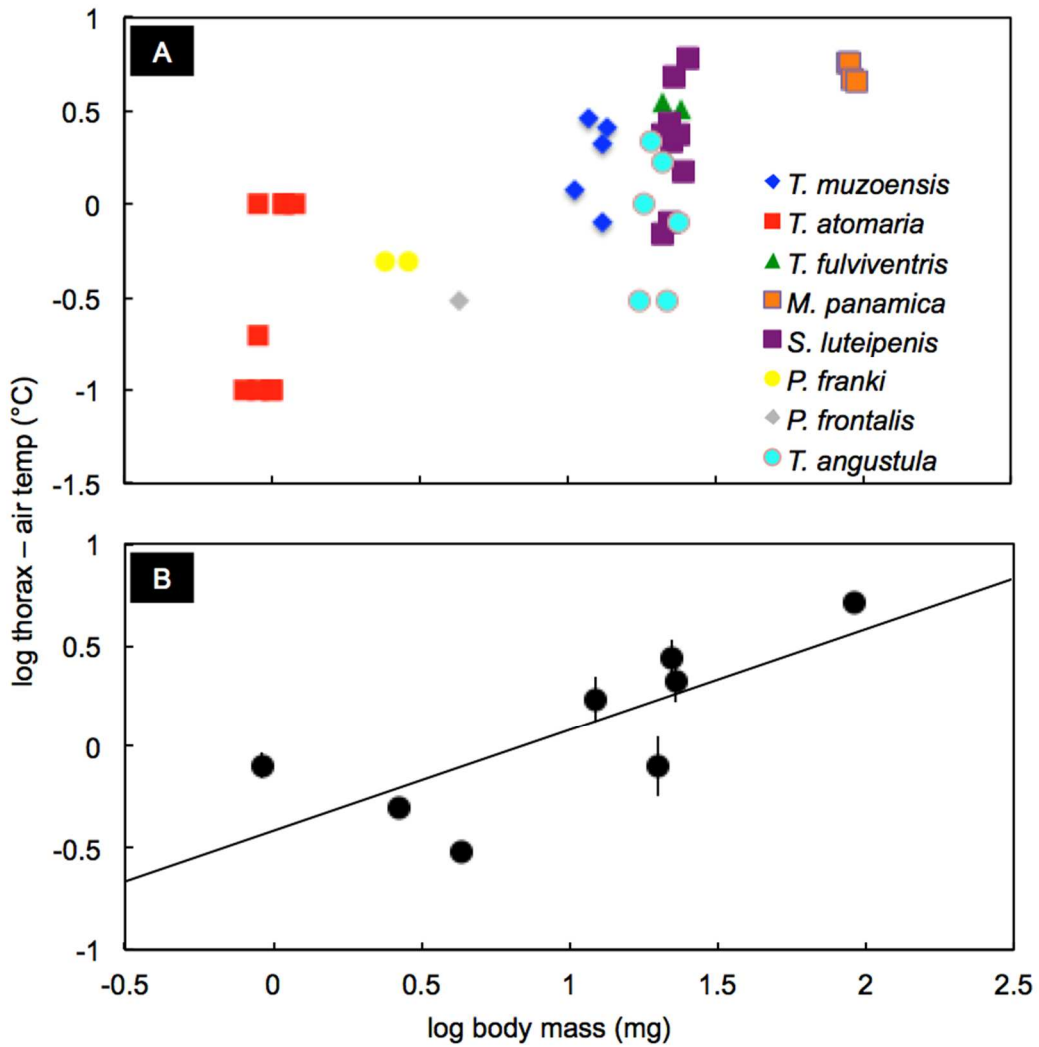 A
1
0.5
0
-0.5
-1
-1.5
T. muzoensis
T. atomaria
T. fulviventris
M. panamica
S. luteipenis
P. franki
P. frontalis
T. angustula
log thorax – air temp (°C)
B
1
0.5
0
-0.5
-1
-0.5 0 0.5 1 1.5 2 2.5
log body mass (mg)